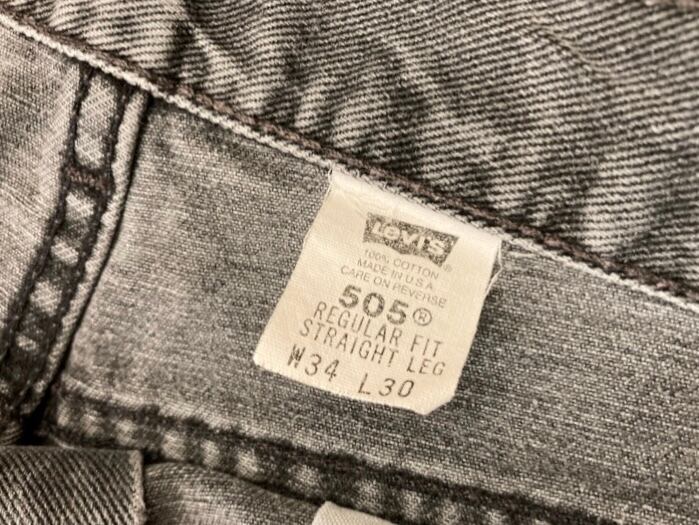 Levi's®
100% COTTON
MADE IN U.S.A
CARE ON REVERSE
505®
REGULAR FIT
STRAIGHT LEG
W34 L30